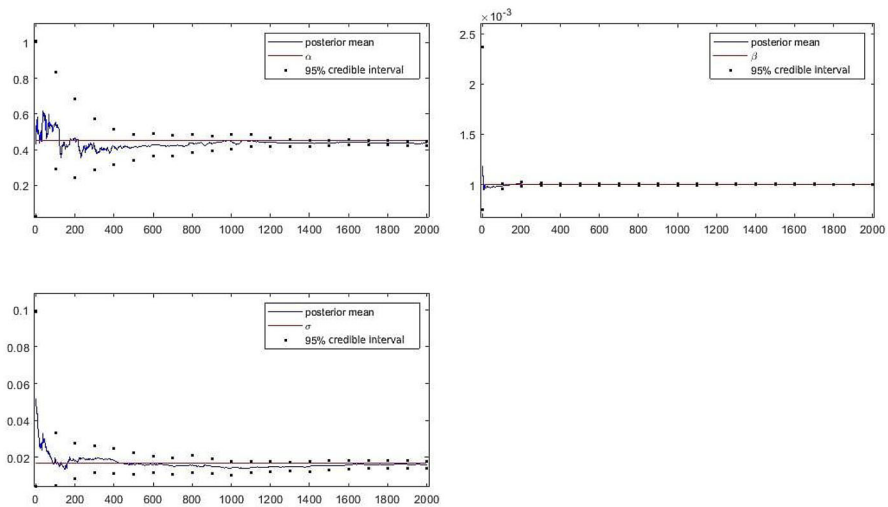 posterior mean
α
95% credible interval
1
0.8
0.6
0.4
0.2
0 200 400 600 800 1000 1200 1400 1600 1800 2000
×10⁻³
posterior mean
β
95% credible interval
2.5
2
1.5
1
0 200 400 600 800 1000 1200 1400 1600 1800 2000
posterior mean
σ
95% credible interval
0.1
0.08
0.06
0.04
0.02
0 200 400 600 800 1000 1200 1400 1600 1800 2000